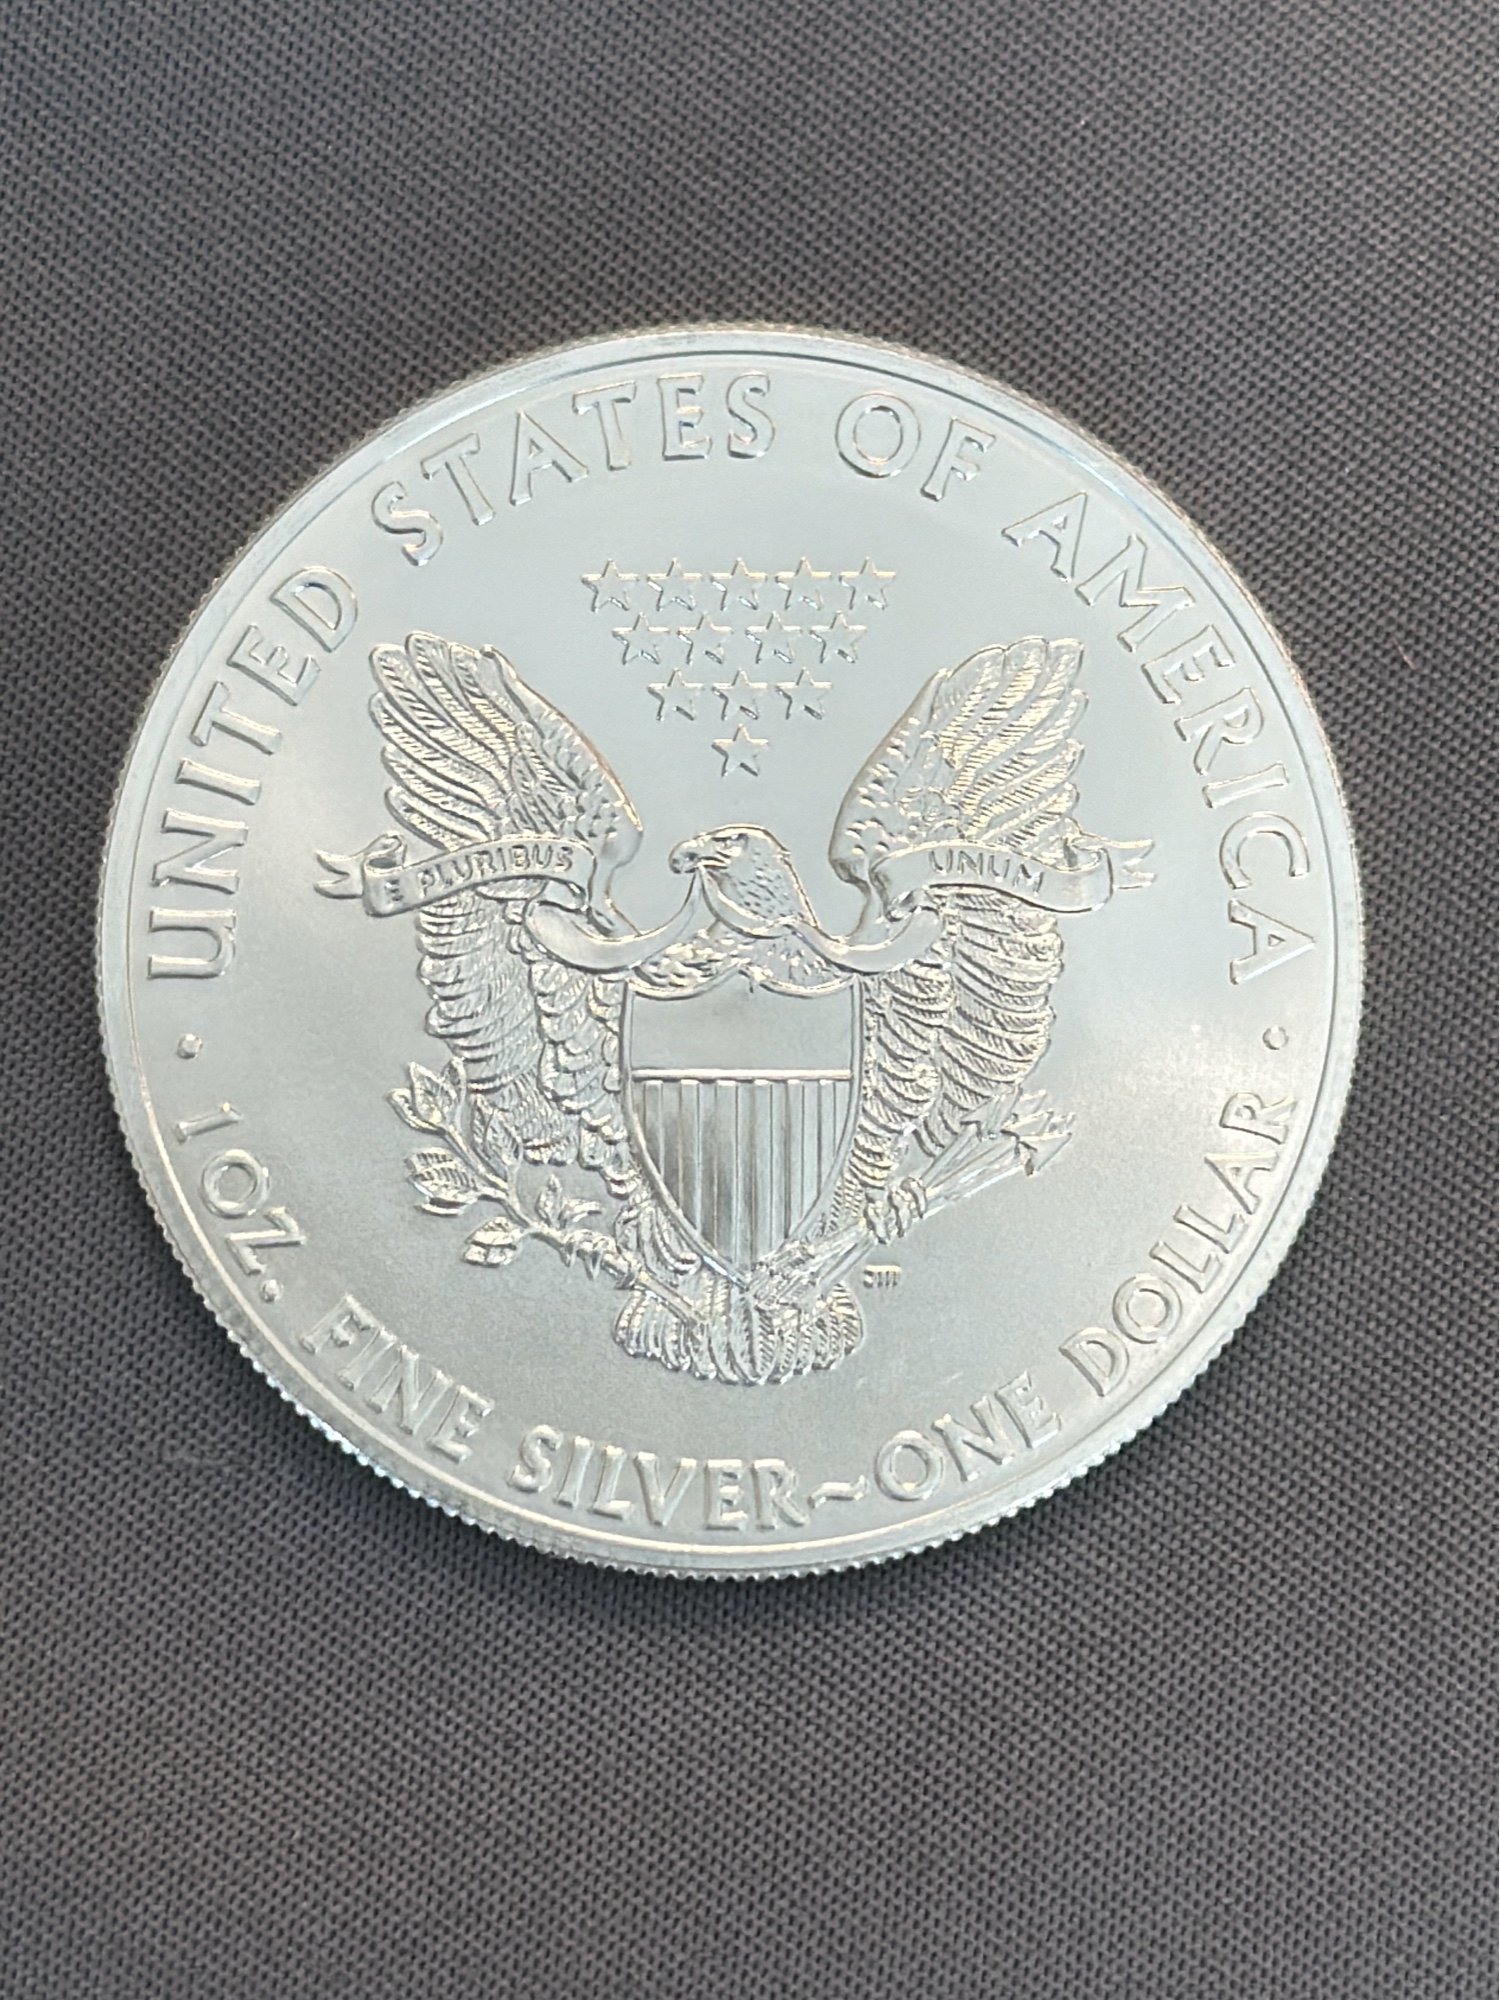 UNITED STATES OF AMERICA
E PLURIBUS UNUM
JM
· 1 OZ. FINE SILVER~ONE DOLLAR ·